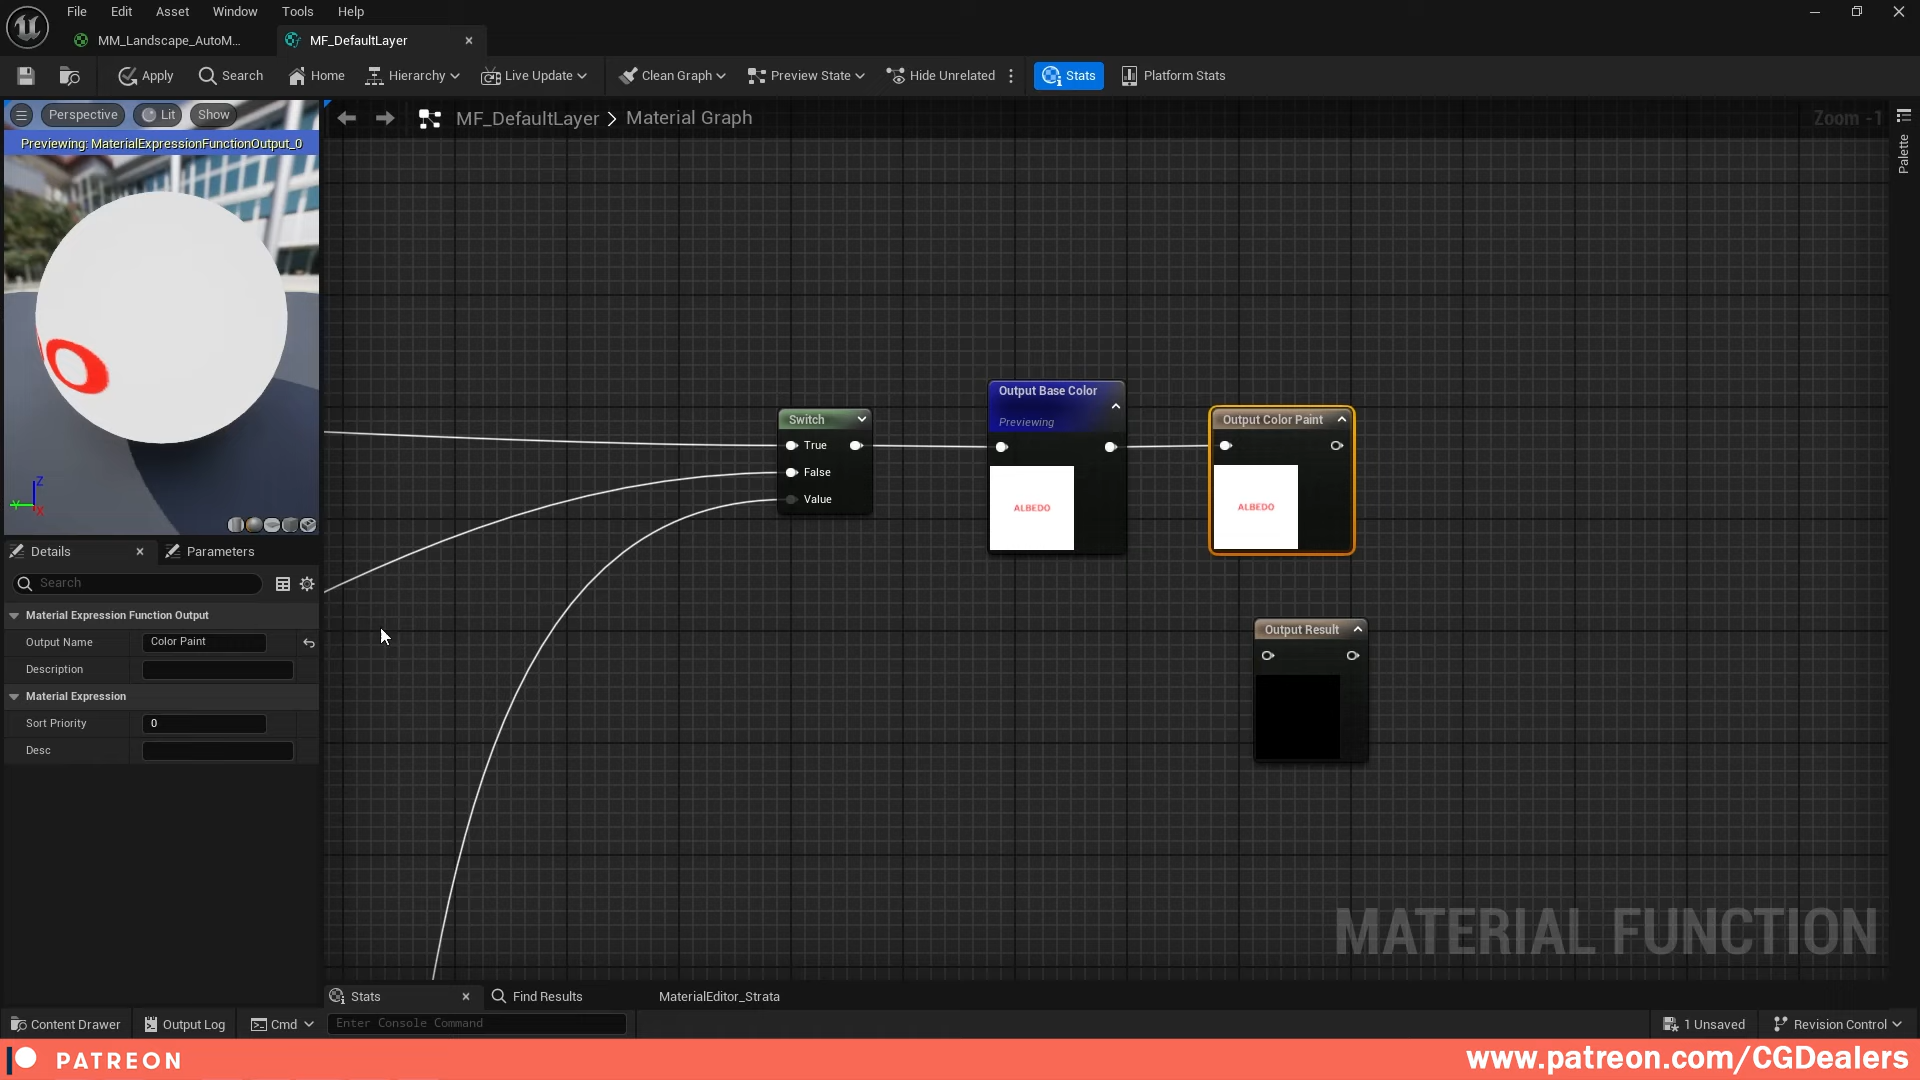 File Edit Asset Window Tools Help
MM_Landscape_AutoM... MF_DefaultLayer
Apply Search Home Hierarchy Live Update Clean Graph Preview State Hide Unrelated Stats Platform Stats
Perspective Lit Show
MF_DefaultLayer > Material Graph
Zoom -1
Palette
Previewing: MaterialExpressionFunctionOutput_0
Z
Y
X
Details Parameters
Search
Material Expression Function Output
Output Name Color Paint
Description
Material Expression
Sort Priority 0
Desc
Switch
True
False
Value
Output Base Color
Previewing
ALBEDO
Output Color Paint
ALBEDO
Output Result
MATERIAL FUNCTION
Stats Find Results MaterialEditor_Strata
Content Drawer Output Log Cmd Enter Console Command 1 Unsaved Revision Control
PATREON www.patreon.com/CGDealers